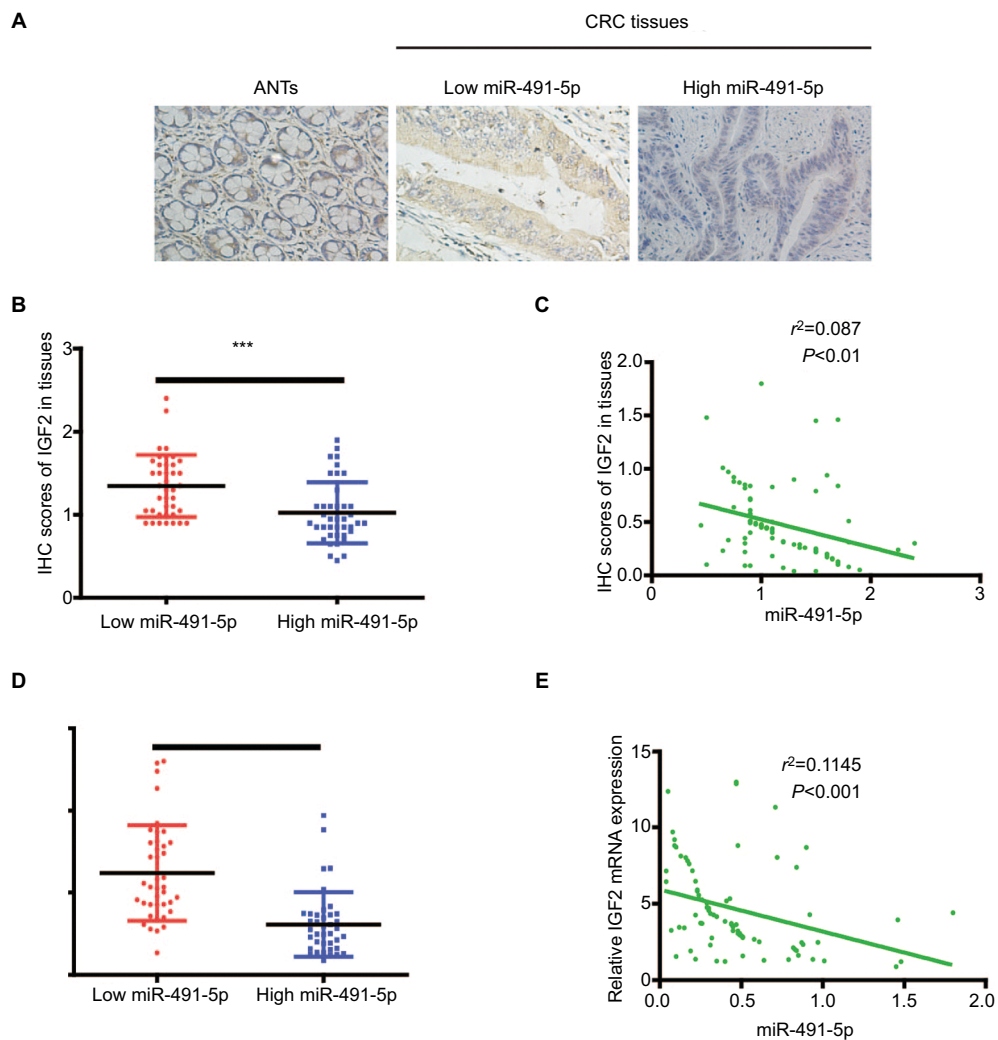 A
CRC tissues
ANTs
Low miR-491-5p
High miR-491-5p
B
IHC scores of IGF2 in tissues
3
2
1
0
***
Low miR-491-5p
High miR-491-5p
C
r²=0.087
P<0.01
IHC scores of IGF2 in tissues
2.0
1.5
1.0
0.5
0.0
0
1
2
3
miR-491-5p
D
Low miR-491-5p
High miR-491-5p
E
r²=0.1145
P<0.001
Relative IGF2 mRNA expression
15
10
5
0
0.0
0.5
1.0
1.5
2.0
miR-491-5p